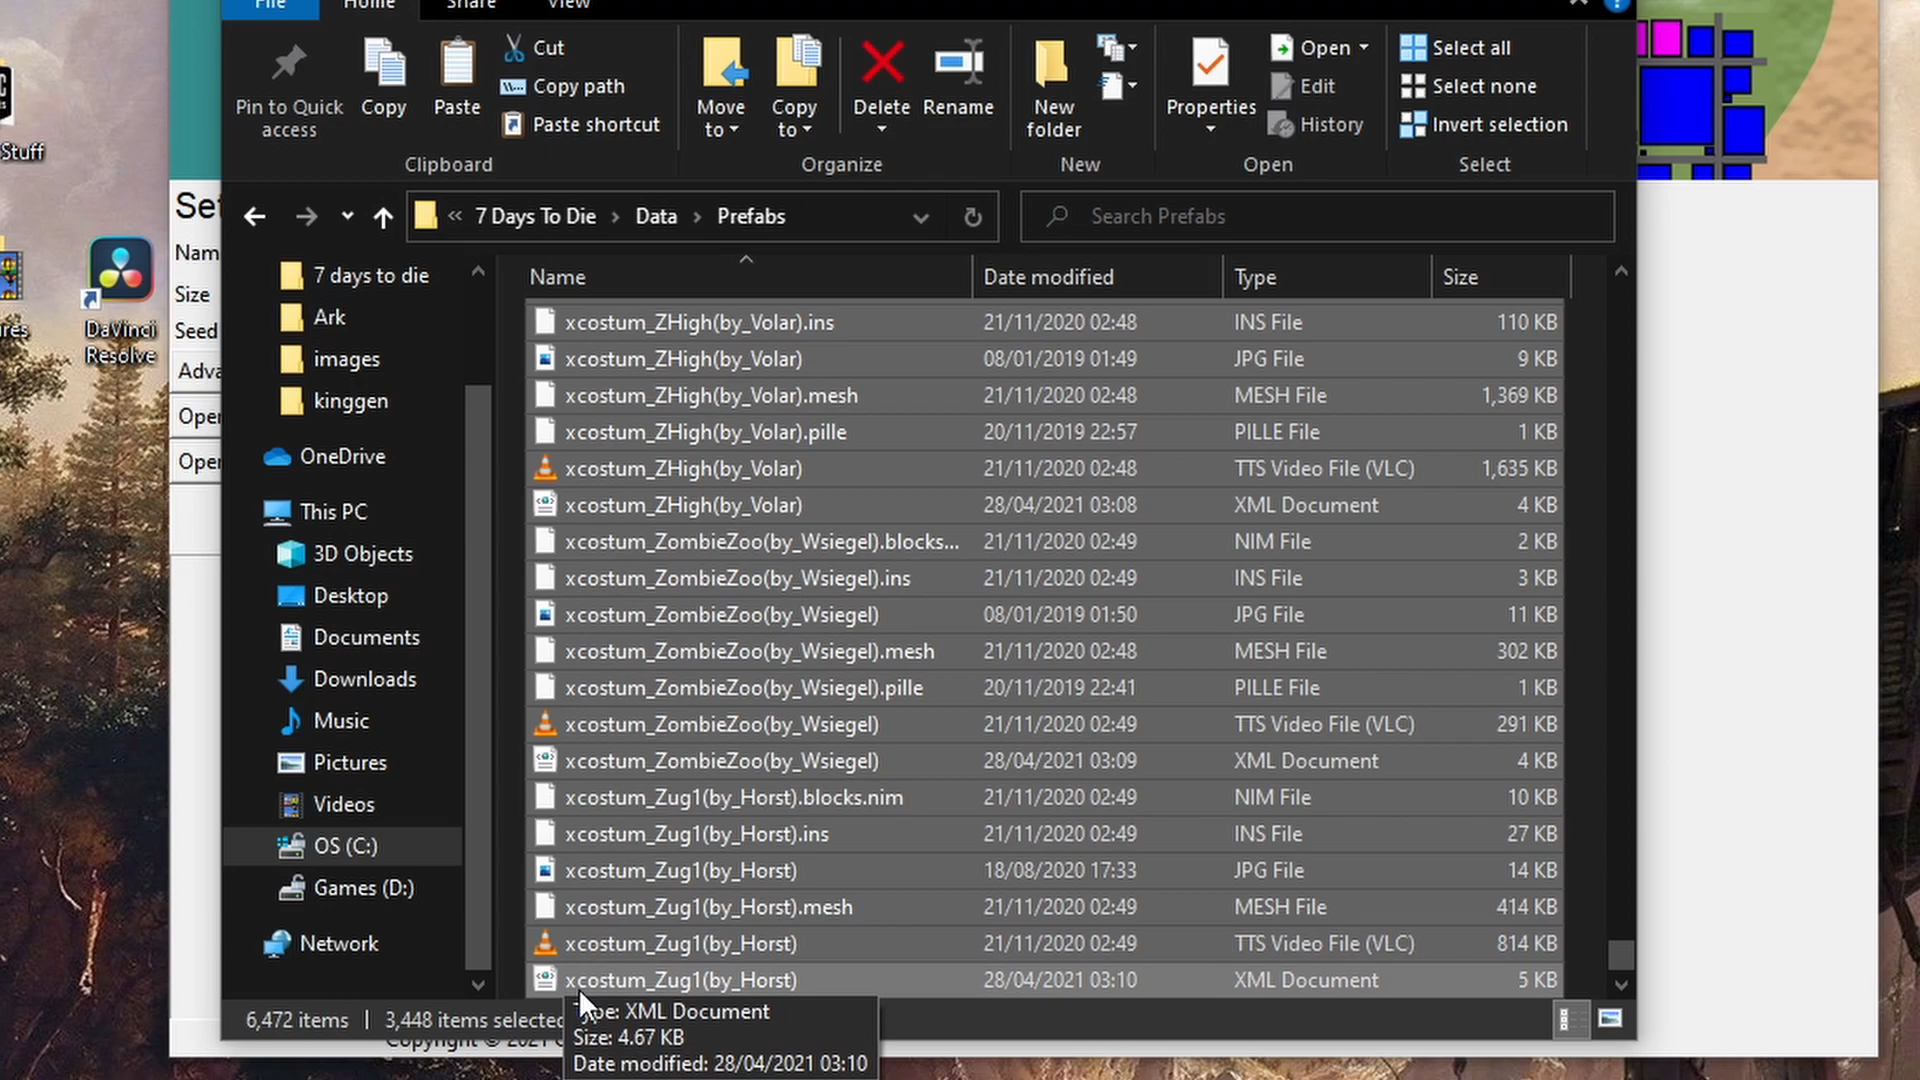 File Home Share View
Pin to Quick access
Copy
Paste
Cut
Copy path
Paste shortcut
Move to
Copy to
Delete
Rename
New folder
Properties
Open
Edit
History
Select all
Select none
Invert selection
Clipboard Organize New Open Select
« 7 Days To Die › Data › Prefabs
Search Prefabs
Stuff
DaVinci Resolve
Size
Seed
7 days to die
Ark
images
kinggen
OneDrive
This PC
3D Objects
Desktop
Documents
Downloads
Music
Pictures
Videos
OS (C:)
Games (D:)
Network
Name Date modified Type Size
xcostum_ZHigh(by_Volar).ins 21/11/2020 02:48 INS File 110 KB
xcostum_ZHigh(by_Volar) 08/01/2019 01:49 JPG File 9 KB
xcostum_ZHigh(by_Volar).mesh 21/11/2020 02:48 MESH File 1,369 KB
xcostum_ZHigh(by_Volar).pille 20/11/2019 22:57 PILLE File 1 KB
xcostum_ZHigh(by_Volar) 21/11/2020 02:48 TTS Video File (VLC) 1,635 KB
xcostum_ZHigh(by_Volar) 28/04/2021 03:08 XML Document 4 KB
xcostum_ZombieZoo(by_Wsiegel).blocks... 21/11/2020 02:49 NIM File 2 KB
xcostum_ZombieZoo(by_Wsiegel).ins 21/11/2020 02:49 INS File 3 KB
xcostum_ZombieZoo(by_Wsiegel) 08/01/2019 01:50 JPG File 11 KB
xcostum_ZombieZoo(by_Wsiegel).mesh 21/11/2020 02:48 MESH File 302 KB
xcostum_ZombieZoo(by_Wsiegel).pille 20/11/2019 22:41 PILLE File 1 KB
xcostum_ZombieZoo(by_Wsiegel) 21/11/2020 02:49 TTS Video File (VLC) 291 KB
xcostum_ZombieZoo(by_Wsiegel) 28/04/2021 03:09 XML Document 4 KB
xcostum_Zug1(by_Horst).blocks.nim 21/11/2020 02:49 NIM File 10 KB
xcostum_Zug1(by_Horst).ins 21/11/2020 02:49 INS File 27 KB
xcostum_Zug1(by_Horst) 18/08/2020 17:33 JPG File 14 KB
xcostum_Zug1(by_Horst).mesh 21/11/2020 02:49 MESH File 414 KB
xcostum_Zug1(by_Horst) 21/11/2020 02:49 TTS Video File (VLC) 814 KB
xcostum_Zug1(by_Horst) 28/04/2021 03:10 XML Document 5 KB
6,472 items 3,448 items selected
XML Document
Size: 4.67 KB
Date modified: 28/04/2021 03:10